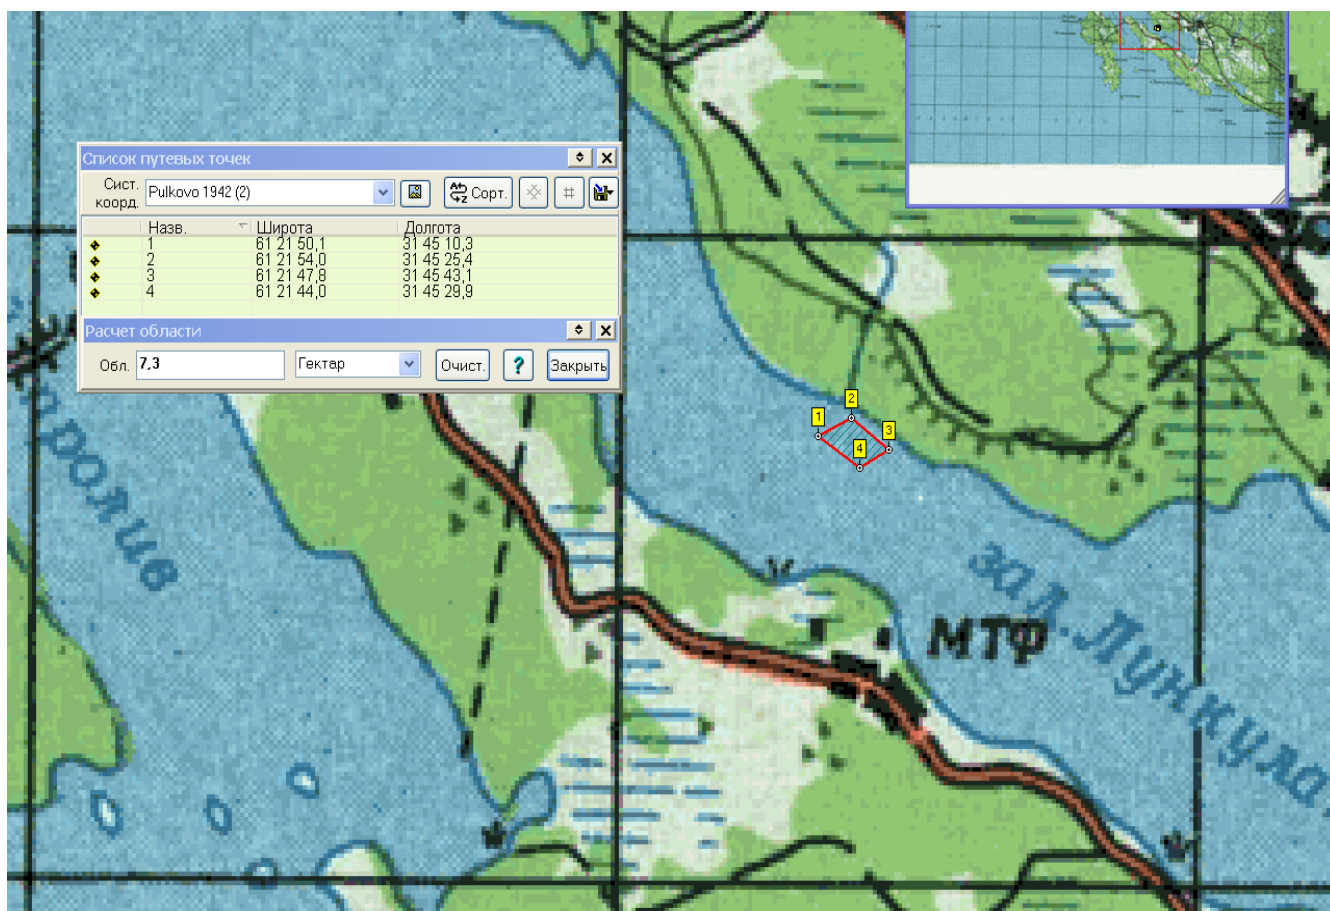 Список путевых точек
Сист. коорд. Pulkovo 1942 (2) Сорт.
Назв. Широта Долгота
1 61 21 50,1 31 45 10,3
2 61 21 54,0 31 45 25,4
3 61 21 47,8 31 45 43,1
4 61 21 44,0 31 45 29,9
Расчет области
Обл. 7,3 Гектар Очист. ? Закрыть
1
2
3
4
ролив
зал. Лункула
МТФ